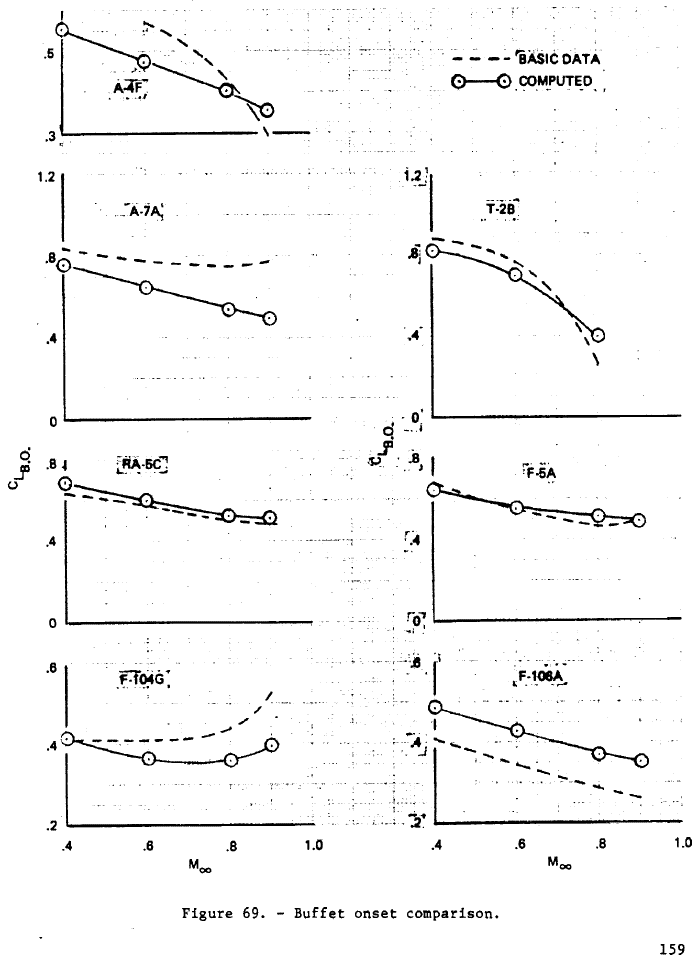 .5
.3
A-4F
BASIC DATA
COMPUTED
1.2
.8
.4
0
A-7A
1.2
.8
.4
0
T-2B
C_L_B.O.
C_L_B.O.
.8
.4
0
RA-5C
.8
.4
0
F-5A
.6
.4
.2
F-104G
.6
.4
.2
F-106A
.4 .6 .8 1.0
M∞
.4 .6 .8 1.0
M∞
Figure 69. - Buffet onset comparison.
159